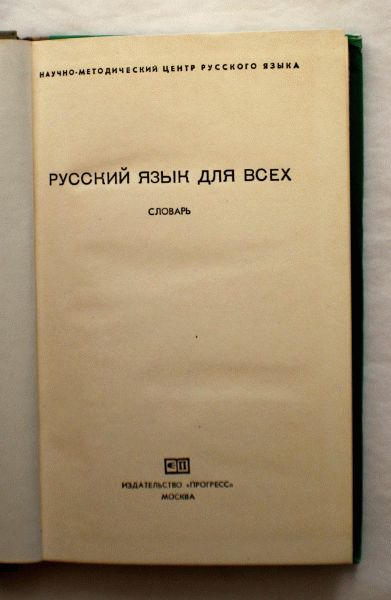 НАУЧНО-МЕТОДИЧЕСКИЙ ЦЕНТР РУССКОГО ЯЗЫКА
РУССКИЙ ЯЗЫК ДЛЯ ВСЕХ
СЛОВАРЬ
ИЗДАТЕЛЬСТВО «ПРОГРЕСС»
МОСКВА